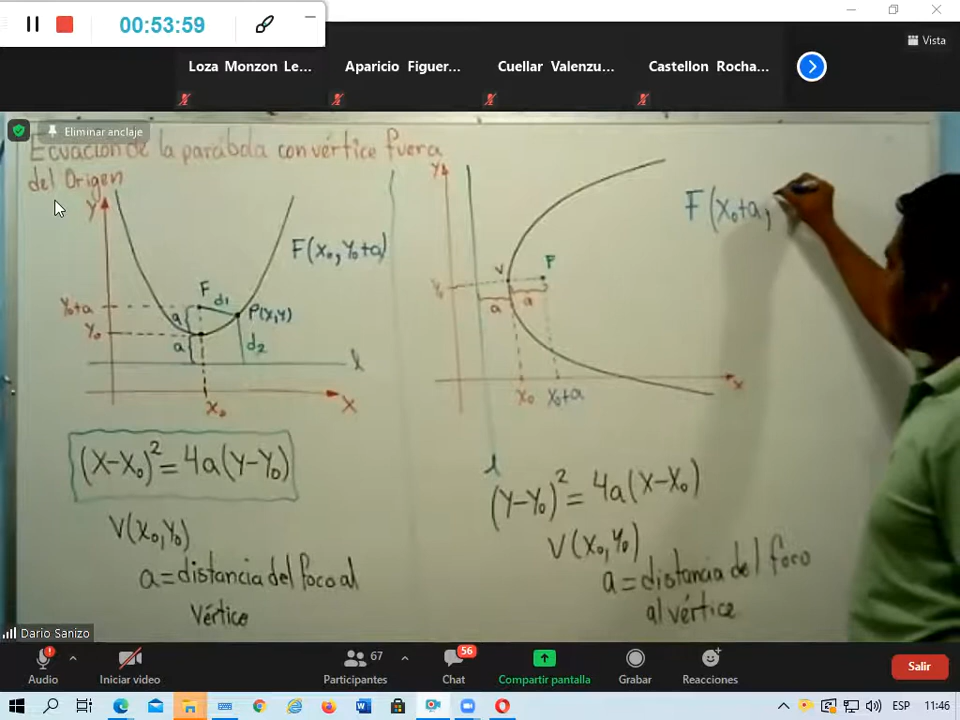 00:53:59
Vista
Loza Monzon Le...
Aparicio Figuer...
Cuellar Valenzu...
Castellon Rocha...
Eliminar anclaje
Ecuación de la parábola con vértice fuera
del Origen
Y
F(X₀, Y₀+a)
Y₀+a
F
d1
P(X,Y)
a
Y₀
a
d2
l
X₀
X
(X-X₀)² = 4a(Y-Y₀)
V(X₀,Y₀)
a = distancia del foco al
vértice
Y
F(X₀+a,
V
F
Y₀
a
a
X
X₀
X₀+a
l
(Y-Y₀)² = 4a(X-X₀)
V(X₀,Y₀)
a = distancia del foco
al vértice
Dario Sanizo
Audio
Iniciar video
67
Participantes
56
Chat
Compartir pantalla
Grabar
Reacciones
Salir
ESP
11:46